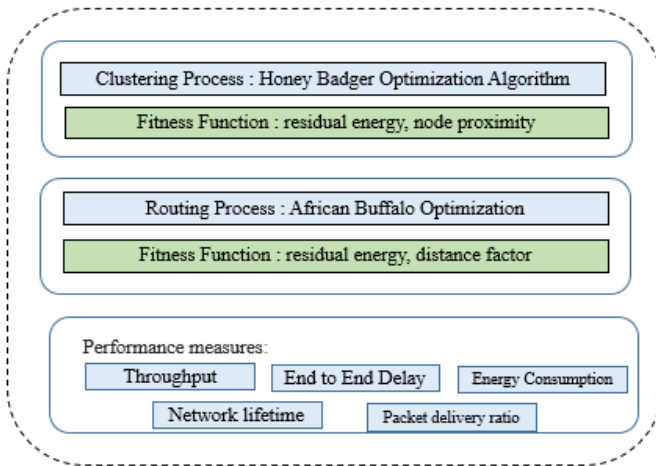 Clustering Process : Honey Badger Optimization Algorithm
Fitness Function : residual energy, node proximity
Routing Process : African Buffalo Optimization
Fitness Function : residual energy, distance factor
Performance measures:
Throughput
End to End Delay
Energy Consumption
Network lifetime
Packet delivery ratio